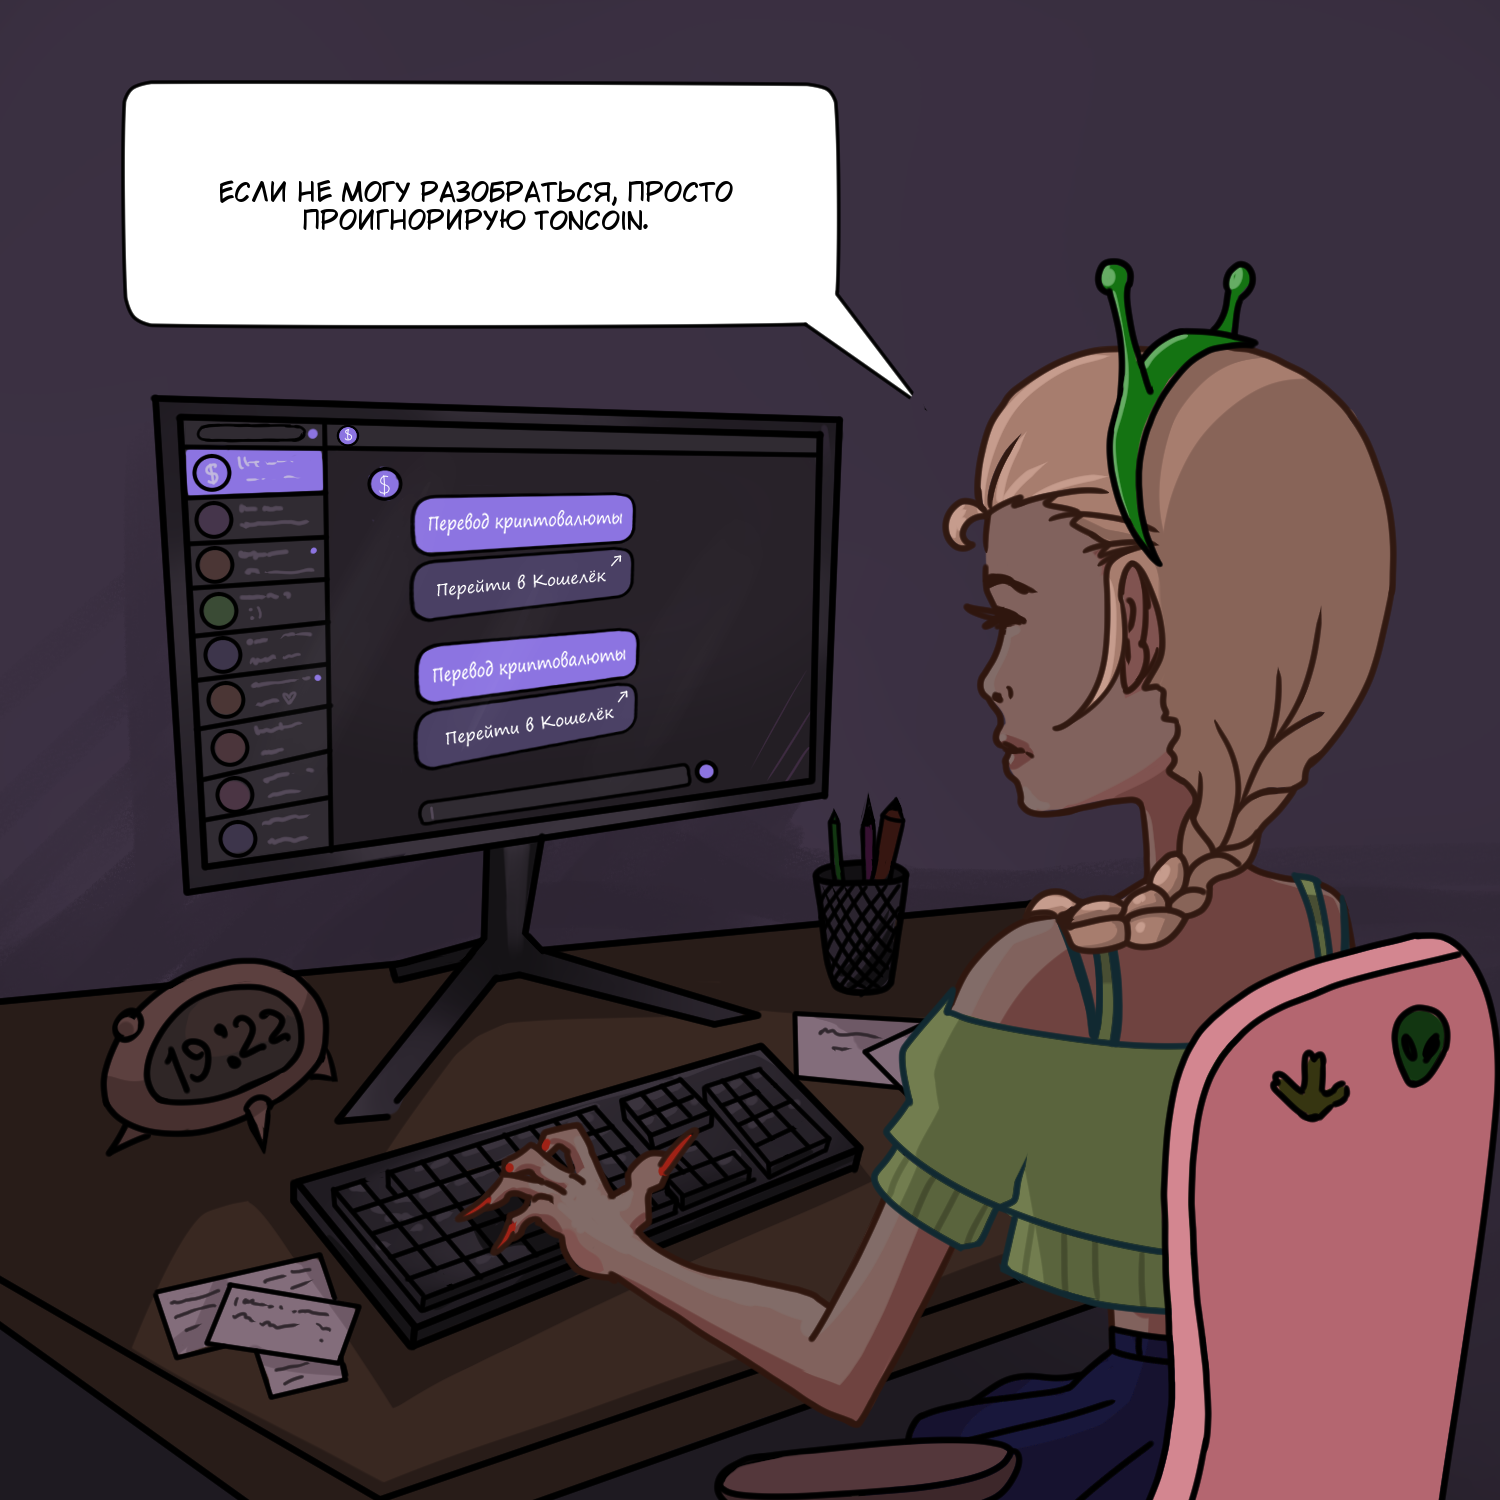 ЕСЛИ НЕ МОГУ РАЗОБРАТЬСЯ, ПРОСТО
ПРОИГНОРИРУЮ TONCOIN.
$
$
$
:)
Перевод криптовалюты
Перейти в Кошелёк
Перевод криптовалюты
Перейти в Кошелёк
19:22